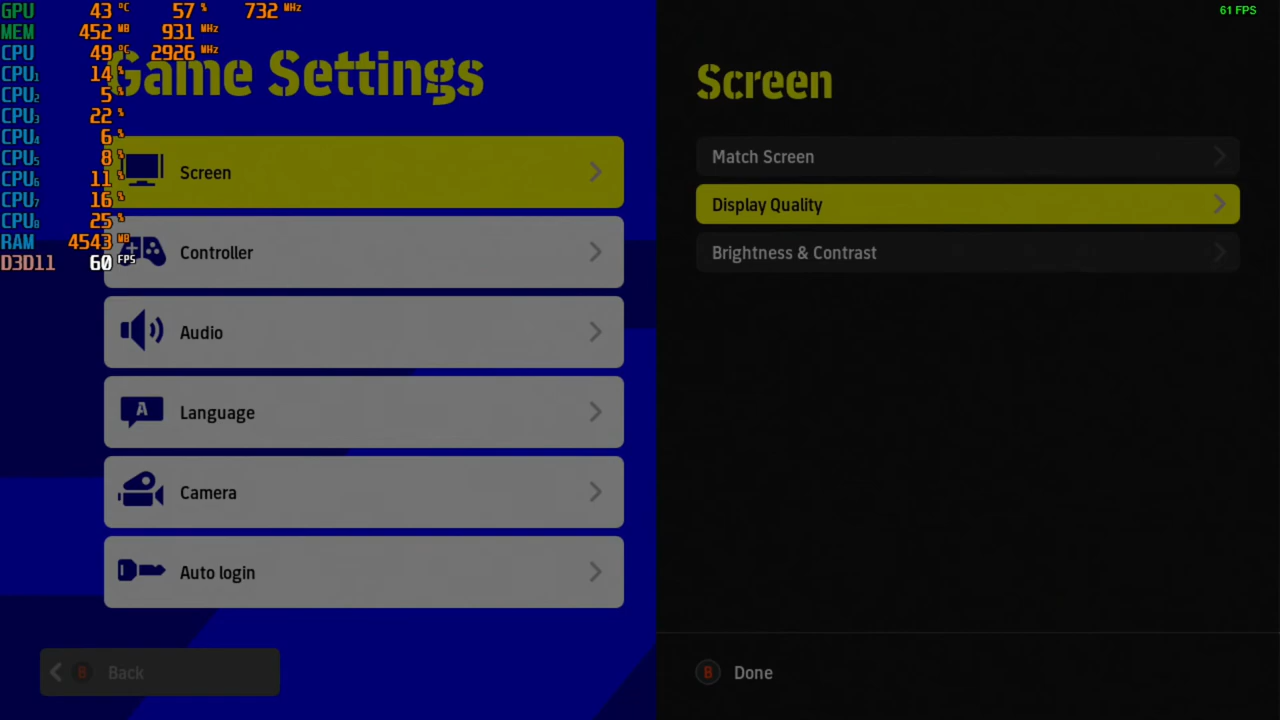 GPU 43 °C 57 % 732 MHz
61 FPS
MEM 452 MB 931 MHz
CPU 49 °C 2926 MHz
CPU1 14 %
CPU2 5 %
CPU3 22 %
CPU4 6 %
CPU5 8 %
CPU6 11 %
CPU7 16 %
CPU8 25 %
RAM 4543 MB
D3D11 60 FPS
Game Settings
Screen
Controller
Audio
A
Language
Camera
Auto login
B Back
Screen
Match Screen
Display Quality
Brightness & Contrast
B Done